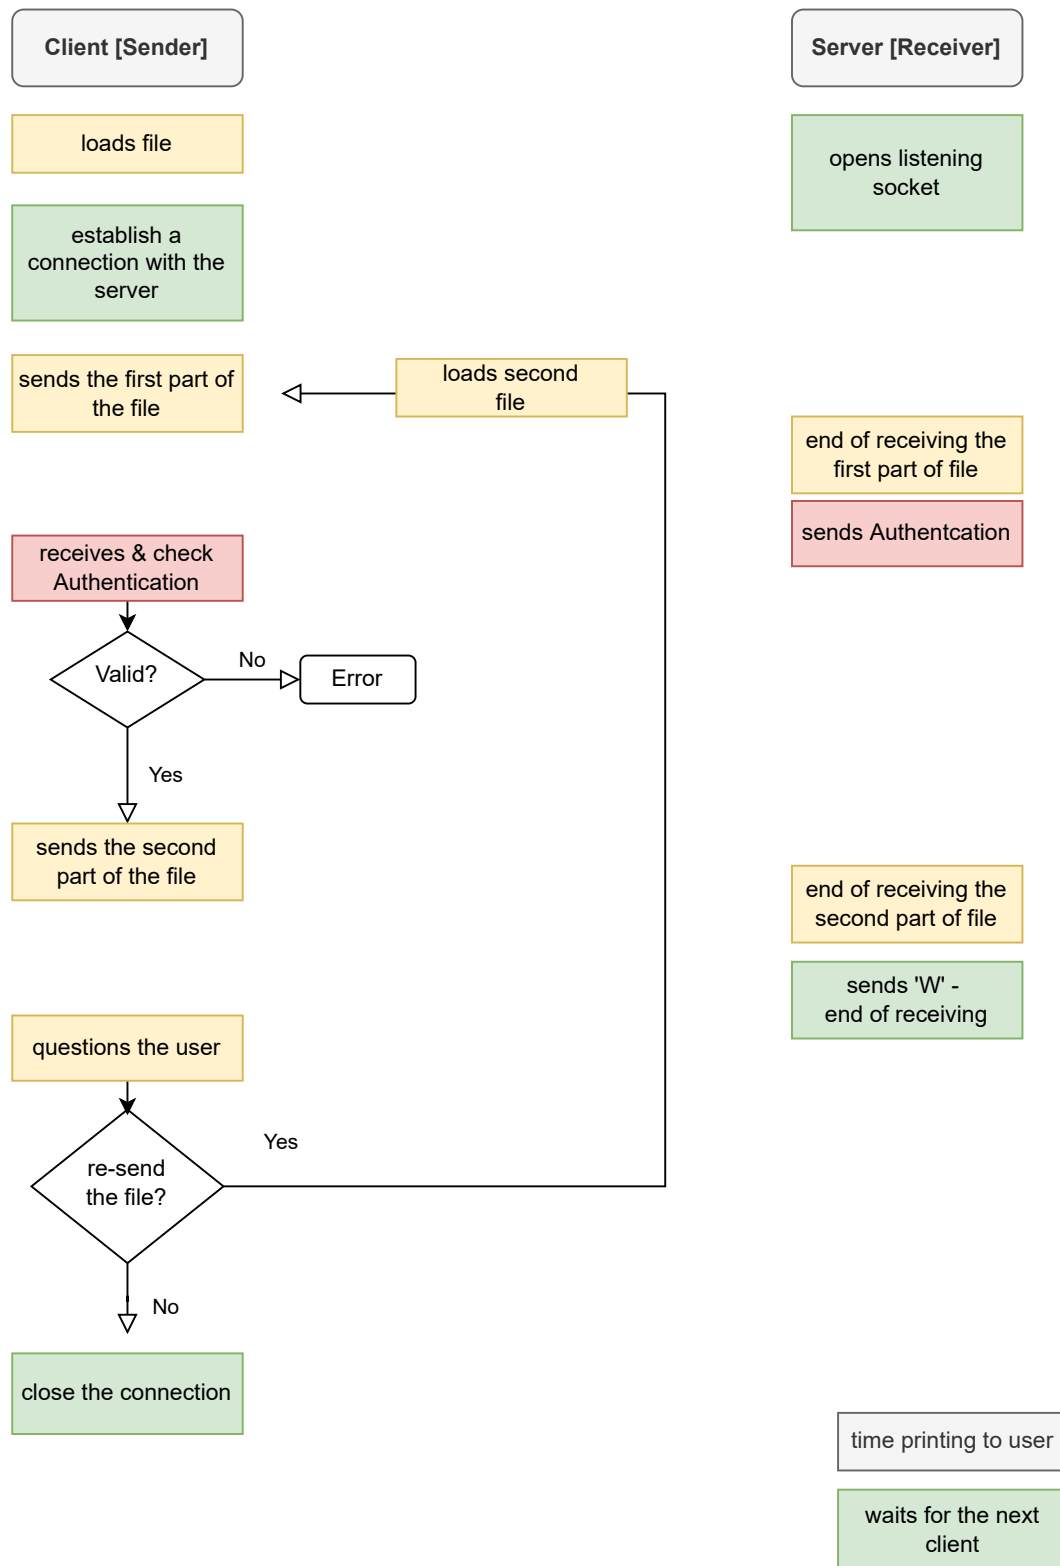 Client [Sender]
Server [Receiver]
loads file
opens listening
socket
establish a
connection with the
server
sends the first part of
the file
loads second
file
end of receiving the
first part of file
sends Authentcation
receives & check
Authentication
Valid?
No
Error
Yes
sends the second
part of the file
end of receiving the
second part of file
sends 'W' -
end of receiving
questions the user
Yes
re-send
the file?
No
close the connection
time printing to user
waits for the next
client